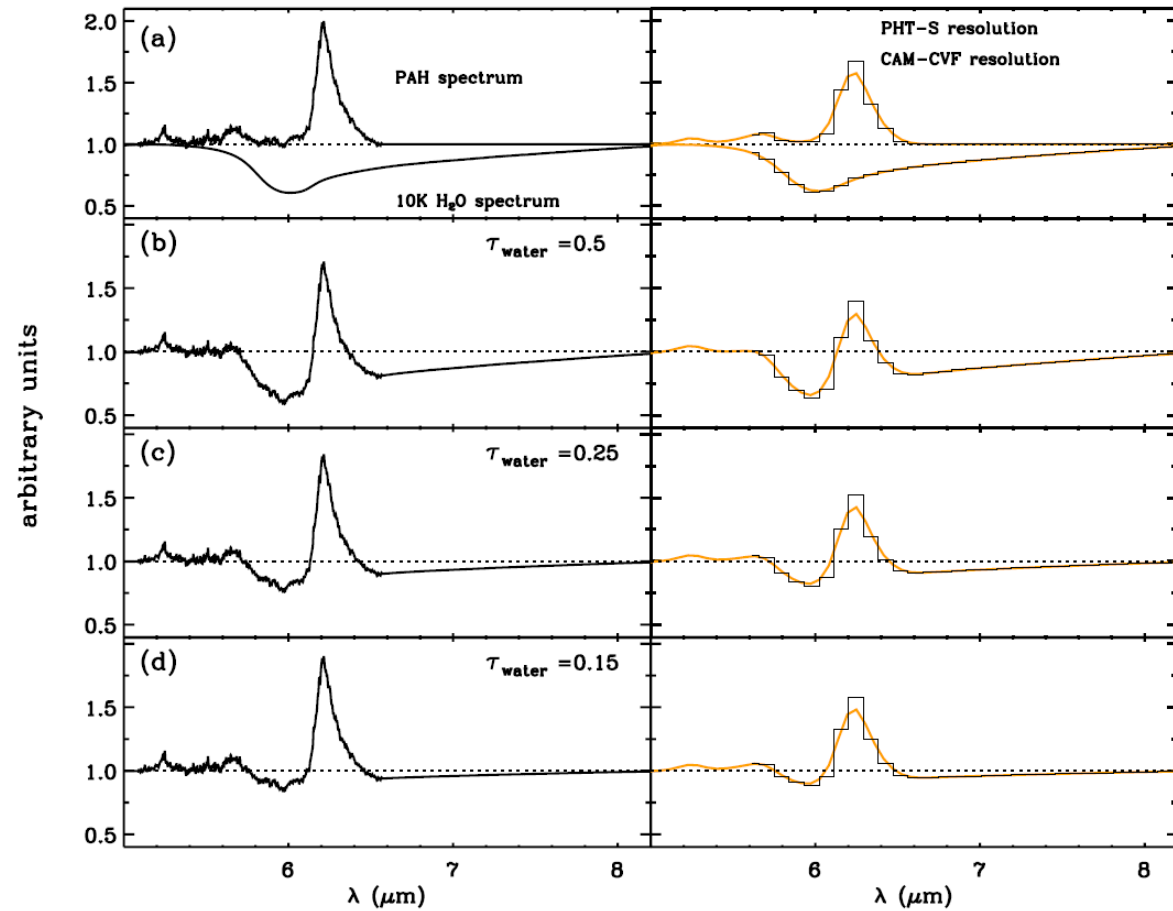 2.0
(a)
PAH spectrum
1.5
1.0
0.5
10K H₂O spectrum
PHT-S resolution
CAM-CVF resolution
(b)
τwater =0.5
1.5
1.0
0.5
(c)
τwater =0.25
1.5
1.0
0.5
(d)
τwater =0.15
1.5
1.0
0.5
arbitrary units
6 7 8
6 7 8
λ (μm)
λ (μm)